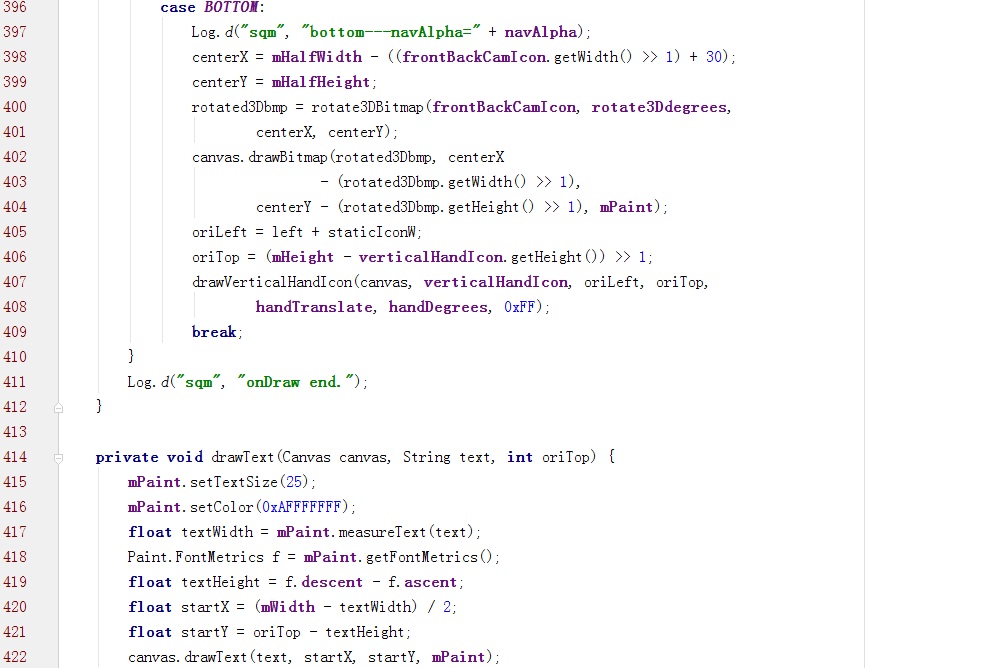 396 case BOTTOM:
397 Log.d("sqm", "bottom---navAlpha=" + navAlpha);
398 centerX = mHalfWidth - ((frontBackCamIcon.getWidth() >> 1) + 30);
399 centerY = mHalfHeight;
400 rotated3Dbmp = rotate3DBitmap(frontBackCamIcon, rotate3Ddegrees,
401 centerX, centerY);
402 canvas.drawBitmap(rotated3Dbmp, centerX
403 - (rotated3Dbmp.getWidth() >> 1),
404 centerY - (rotated3Dbmp.getHeight() >> 1), mPaint);
405 oriLeft = left + staticIconW;
406 oriTop = (mHeight - verticalHandIcon.getHeight()) >> 1;
407 drawVerticalHandIcon(canvas, verticalHandIcon, oriLeft, oriTop,
408 handTranslate, handDegrees, 0xFF);
409 break;
410 }
411 Log.d("sqm", "onDraw end.");
412 }
413
414 private void drawText(Canvas canvas, String text, int oriTop) {
415 mPaint.setTextSize(25);
416 mPaint.setColor(0xAFFFFFFF);
417 float textWidth = mPaint.measureText(text);
418 Paint.FontMetrics f = mPaint.getFontMetrics();
419 float textHeight = f.descent - f.ascent;
420 float startX = (mWidth - textWidth) / 2;
421 float startY = oriTop - textHeight;
422 canvas.drawText(text, startX, startY, mPaint);